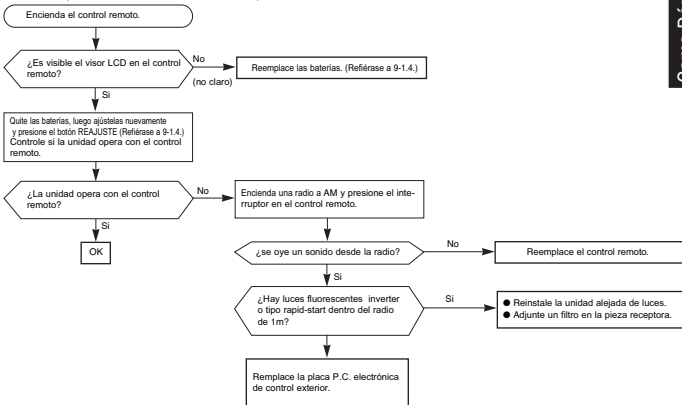 Encienda el control remoto.
¿Es visible el visor LCD en el control
remoto?
No
(no claro)
Reemplace las baterías. (Refiérase a 9-1.4.)
Si
Quite las baterías, luego ajústelas nuevamente
y presione el botón REAJUSTE (Refiérase a 9-1.4.)
Controle si la unidad opera con el control
remoto.
¿La unidad opera con el control
remoto?
No
Encienda una radio a AM y presione el inte-
rruptor en el control remoto.
Si
OK
¿se oye un sonido desde la radio?
No
Reemplace el control remoto.
Si
¿Hay luces fluorescentes inverter
o tipo rapid-start dentro del radio
de 1m?
Si
● Reinstale la unidad alejada de luces.
● Adjunte un filtro en la pieza receptora.
Remplace la placa P.C. electrónica
de control exterior.